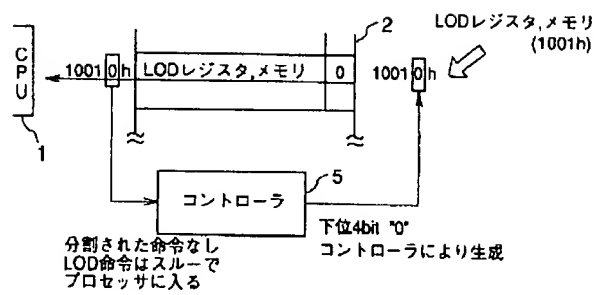 CPU
1
1001 0 h
LODレジスタ,メモリ 0
2
1001 0 h
LODレジスタ,メモリ
(1001h)
コントローラ
5
下位4bit "0"
コントローラにより生成
分割された命令なし
LOD命令はスルーで
プロセッサに入る